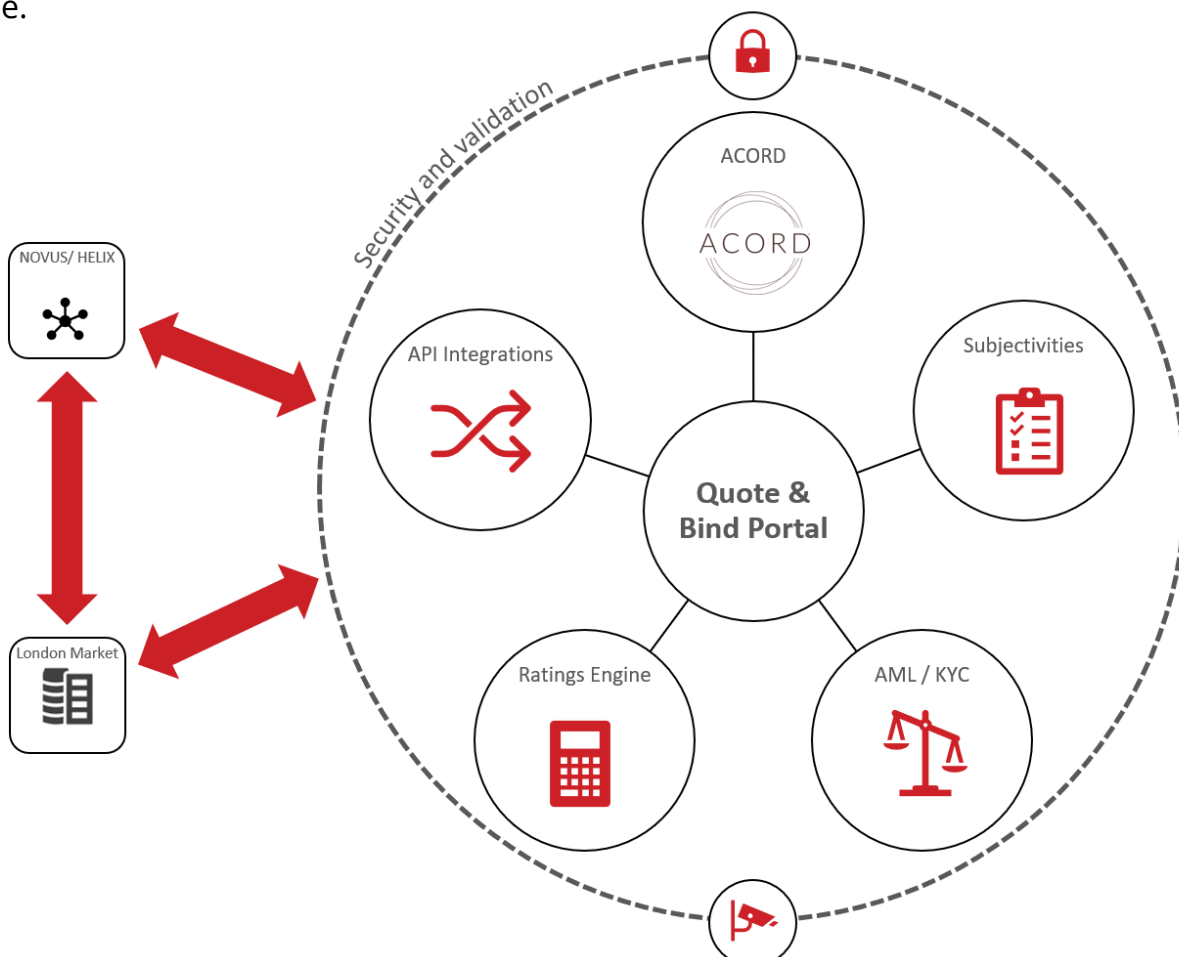 e.
Security and validation
ACORD
ACORD
NOVUS/ HELIX
API Integrations
Subjectivities
Quote &
Bind Portal
London Market
Ratings Engine
AML / KYC